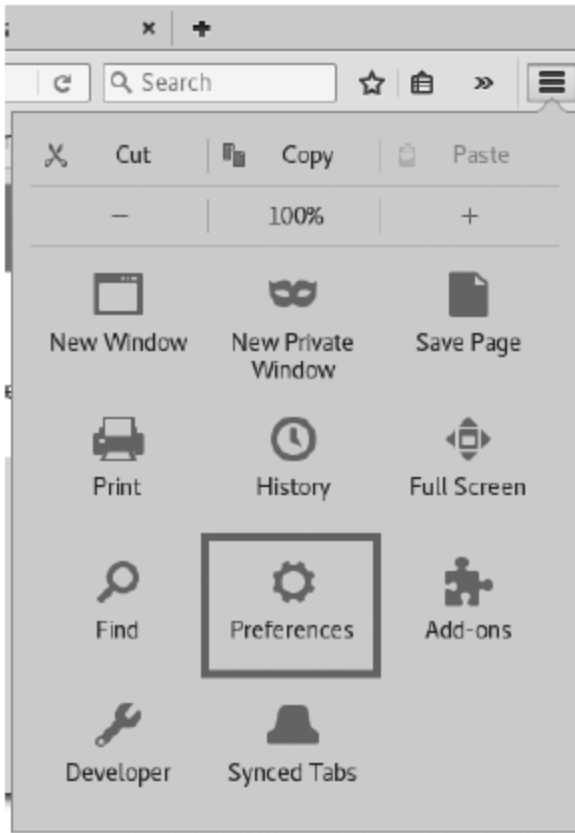 Search
Cut Copy Paste
− 100% +
New Window New Private Window Save Page
Print History Full Screen
Find Preferences Add-ons
Developer Synced Tabs